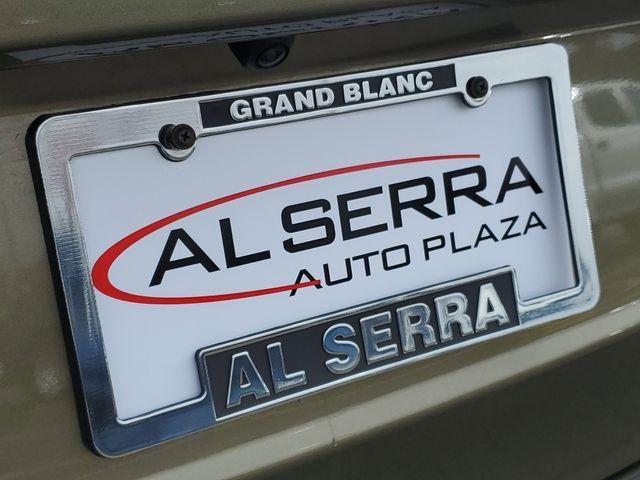 GRAND BLANC
AL SERRA
AUTO PLAZA
AL SERRA